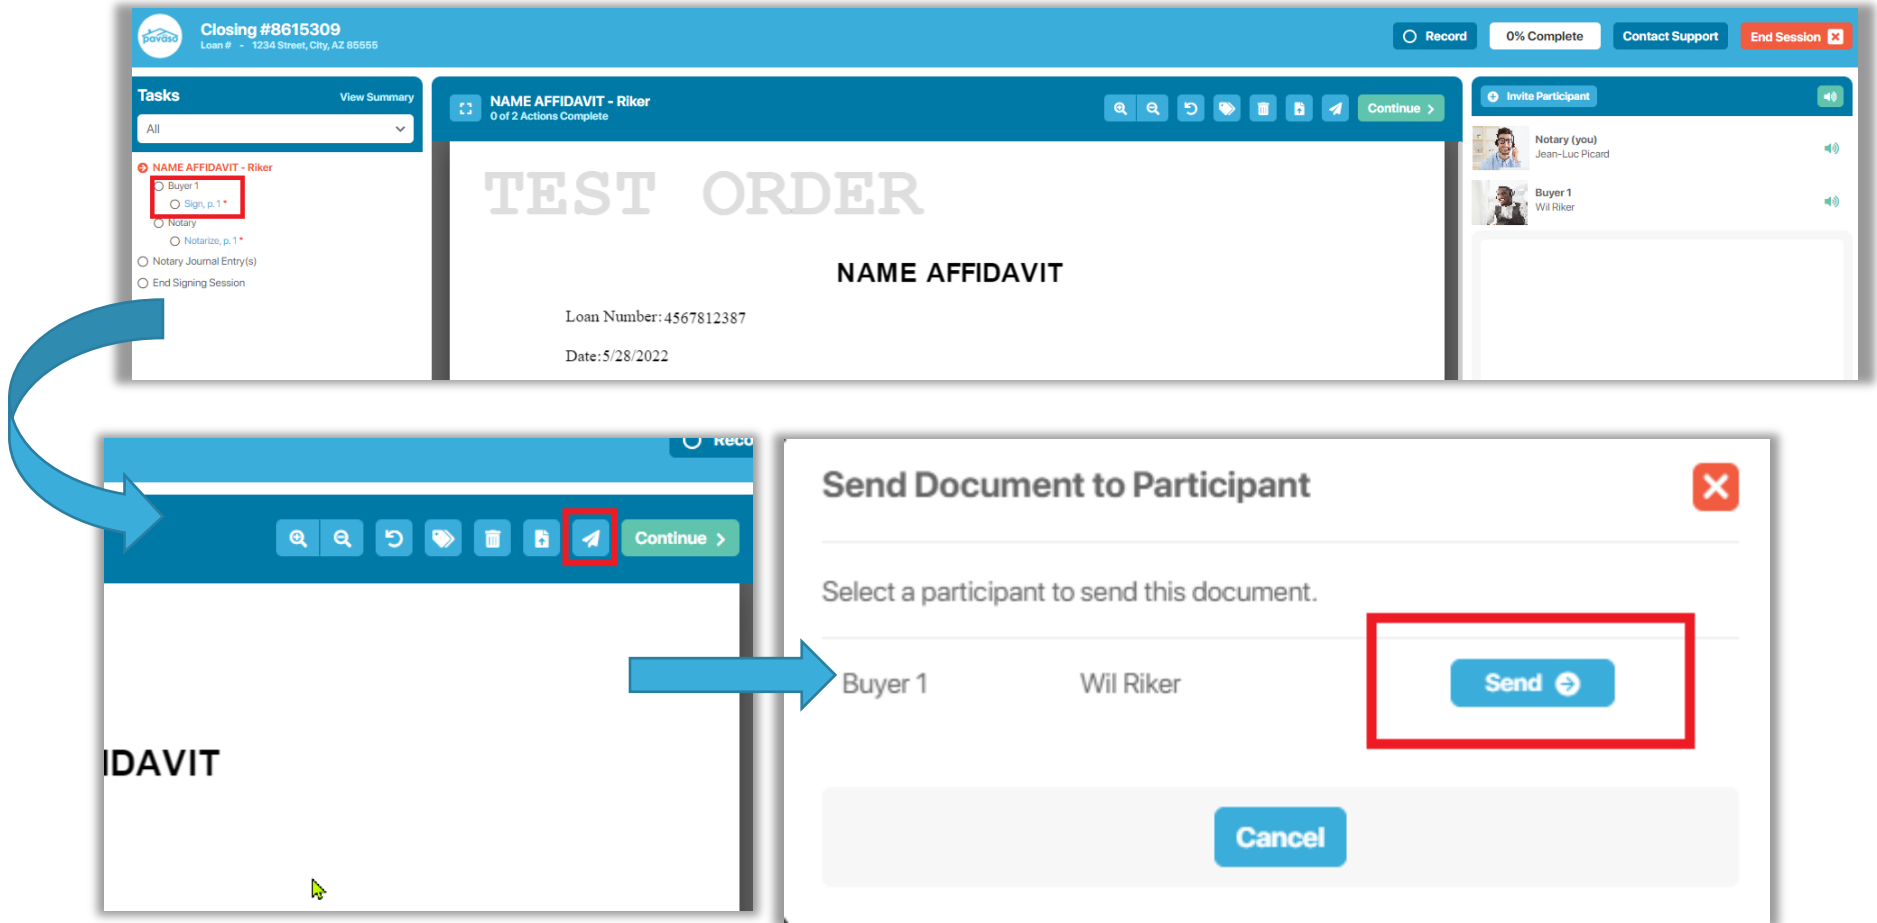 pavaso
Closing #8615309
Loan # - 1234 Street, City, AZ 85555
Record
0% Complete
Contact Support
End Session
Tasks
View Summary
All
NAME AFFIDAVIT - Riker
Buyer 1
Sign, p. 1 *
Notary
Notarize, p. 1 *
Notary Journal Entry(s)
End Signing Session
NAME AFFIDAVIT - Riker
0 of 2 Actions Complete
Continue >
TEST ORDER
NAME AFFIDAVIT
Loan Number: 4567812387
Date: 5/28/2022
Invite Participant
Notary (you)
Jean-Luc Picard
Buyer 1
Wil Riker
Reco
Continue >
IDAVIT
Send Document to Participant
Select a participant to send this document.
Buyer 1 Wil Riker Send
Cancel